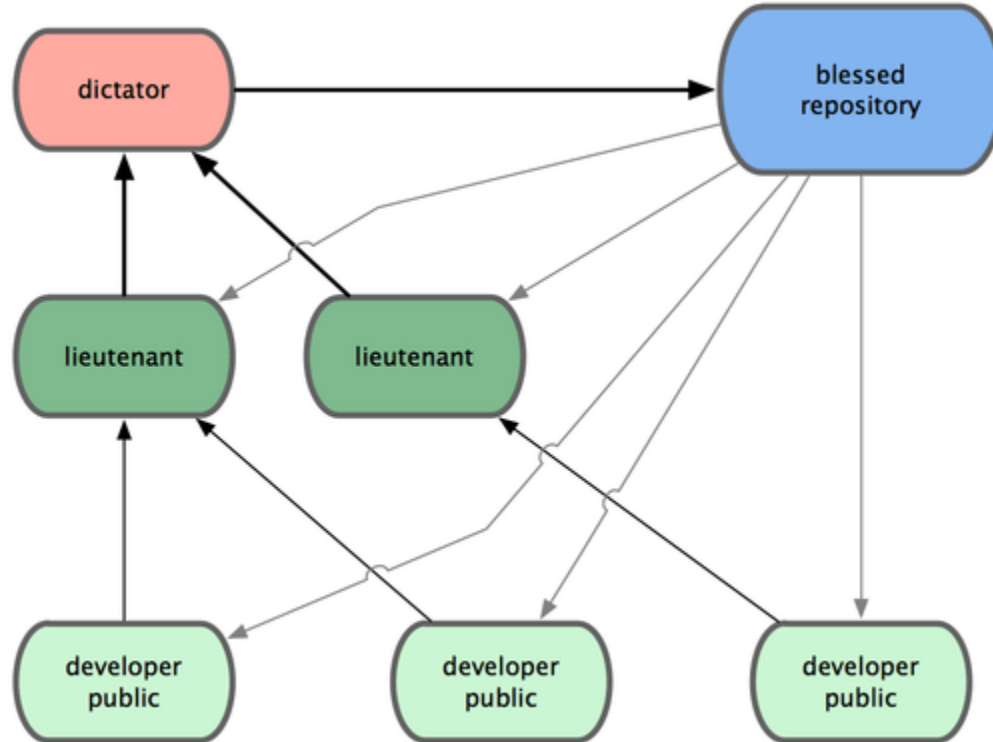 dictator
blessed
repository
lieutenant
lieutenant
developer
public
developer
public
developer
public